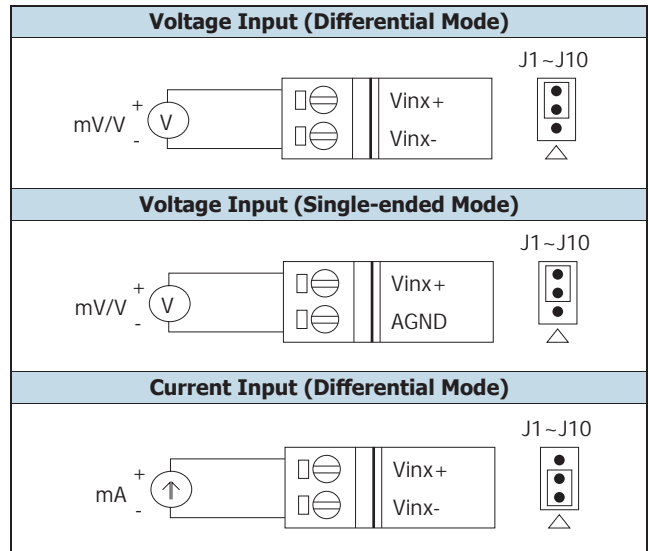 Voltage Input (Differential Mode)
J1~J10
+
mV/V
-
V
Vinx+
Vinx-
Voltage Input (Single-ended Mode)
J1~J10
+
mV/V
-
V
Vinx+
AGND
Current Input (Differential Mode)
J1~J10
+
mA
-
Vinx+
Vinx-